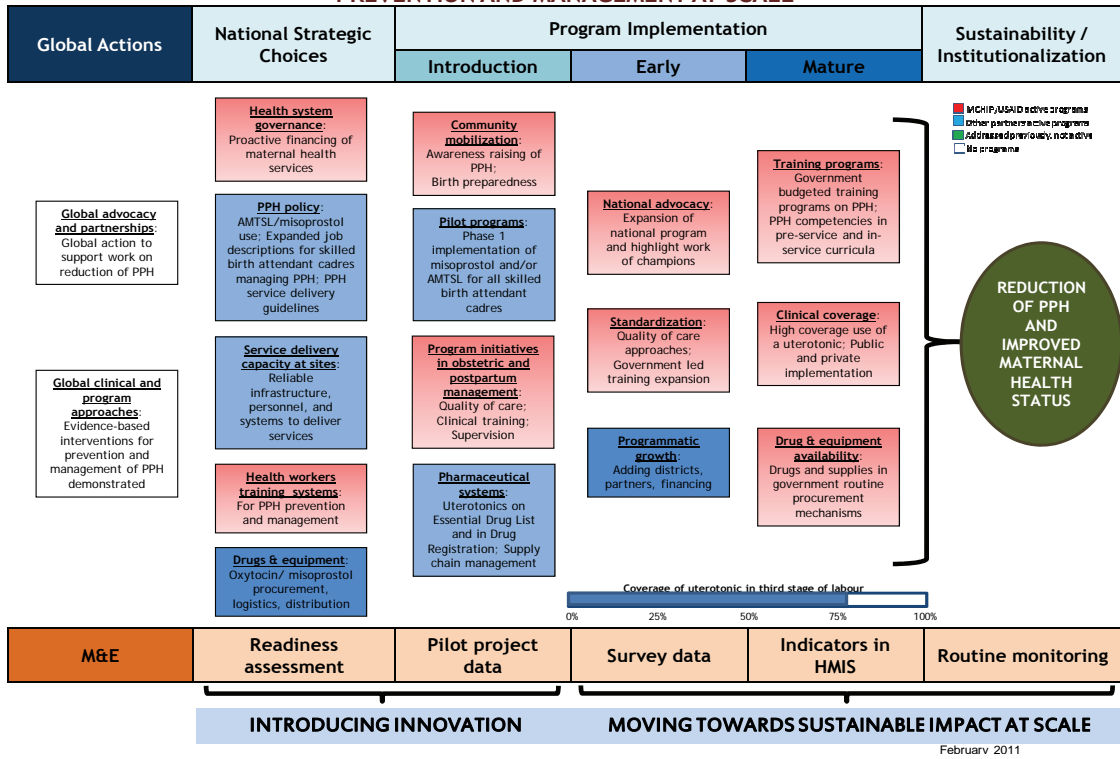 PREVENTION AND MANAGEMENT AT SCALE
Global Actions
National Strategic
Choices
Program Implementation
Introduction
Early
Mature
Sustainability /
Institutionalization
Global advocacy
and partnerships:
Global action to
support work on
reduction of PPH
Global clinical and
program
approaches:
Evidence-based
interventions for
prevention and
management of PPH
demonstrated
Health system
governance:
Proactive financing of
maternal health
services
PPH policy:
AMTSL/misoprostol
use; Expanded job
descriptions for skilled
birth attendant cadres
managing PPH; PPH
service delivery
guidelines
Service delivery
capacity at sites:
Reliable
infrastructure,
personnel, and
systems to deliver
services
Health workers
training systems:
For PPH prevention
and management
Drugs & equipment:
Oxytocin/ misoprostol
procurement,
logistics, distribution
Community
mobilization:
Awareness raising of
PPH;
Birth preparedness
Pilot programs:
Phase 1
implementation of
misoprostol and/or
AMTSL for all skilled
birth attendant
cadres
Program initiatives
in obstetric and
postpartum
management:
Quality of care;
Clinical training;
Supervision
Pharmaceutical
systems:
Uterotonics on
Essential Drug List
and in Drug
Registration; Supply
chain management
National advocacy:
Expansion of
national program
and highlight work
of champions
Standardization:
Quality of care
approaches;
Government led
training expansion
Programmatic
growth:
Adding districts,
partners, financing
Training programs:
Government
budgeted training
programs on PPH;
PPH competencies in
pre-service and in-
service curricula
Clinical coverage:
High coverage use of
a uterotonic; Public
and private
implementation
Drug & equipment
availability:
Drugs and supplies in
government routine
procurement
mechanisms
MCHIP/USAID active programs
Other partners active programs
Addressed previously, not active
No programs
REDUCTION
OF PPH
AND
IMPROVED
MATERNAL
HEALTH
STATUS
Coverage of uterotonic in third stage of labour
0% 25% 50% 75% 100%
M&E
Readiness
assessment
Pilot project
data
Survey data
Indicators in
HMIS
Routine monitoring
INTRODUCING INNOVATION
MOVING TOWARDS SUSTAINABLE IMPACT AT SCALE
February 2011